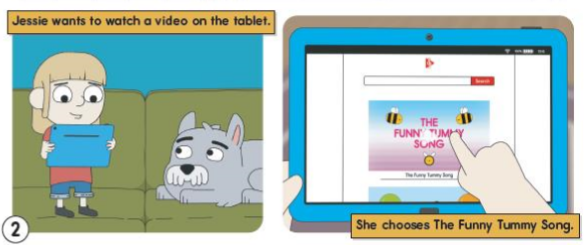 Jessie wants to watch a video on the tablet.
Search
THE
FUNNY TUMMY
SONG
The Funny Tummy Song
She chooses The Funny Tummy Song.
2